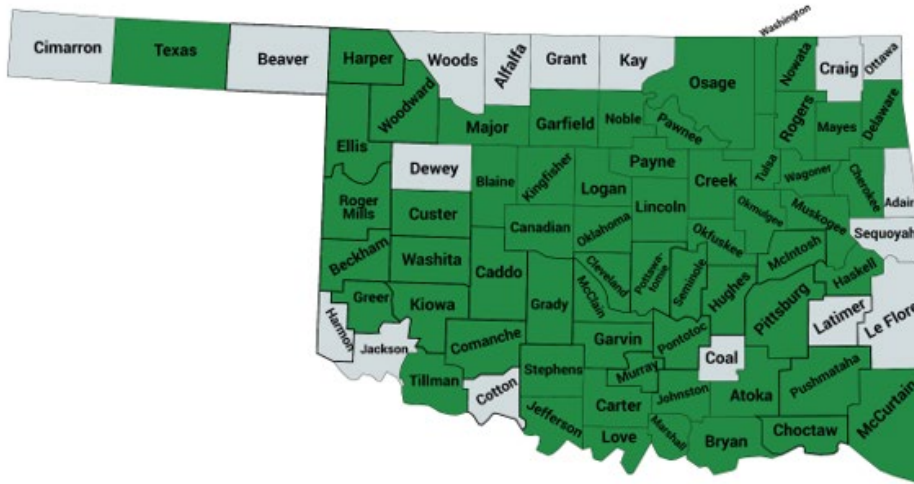 Washington
Cimarron
Texas
Beaver
Harper
Woods
Alfalfa
Grant
Kay
Osage
Nowata
Craig
Ottawa
Woodward
Ellis
Major
Garfield
Noble
Pawnee
Rogers
Mayes
Delaware
Dewey
Blaine
Kingfisher
Logan
Payne
Creek
Tulsa
Wagoner
Cherokee
Adair
Roger
Mills
Custer
Canadian
Oklahoma
Lincoln
Okfuskee
Okmulgee
Muskogee
Sequoyah
Beckham
Washita
Caddo
Grady
McClain
Cleveland
Pottawa-
tomie
Seminole
Hughes
McIntosh
Haskell
Harmon
Greer
Kiowa
Comanche
Garvin
Pontotoc
Pittsburg
Latimer
Le Flore
Jackson
Tillman
Cotton
Stephens
Murray
Coal
Pushmataha
McCurtain
Jefferson
Carter
Johnston
Atoka
Love
Marshall
Bryan
Choctaw